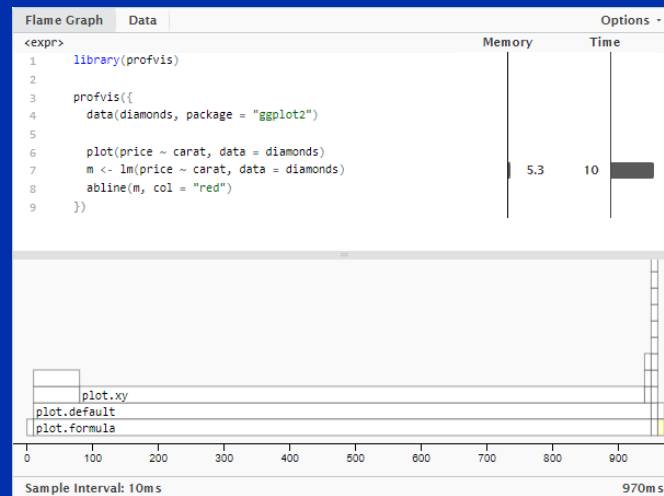 Flame Graph Data Options
<expr> Memory Time
1 library(profvis)
2
3 profvis({
4 data(diamonds, package = "ggplot2")
5
6 plot(price ~ carat, data = diamonds)
7 m <- lm(price ~ carat, data = diamonds) 5.3 10
8 abline(m, col = "red")
9 })
plot.xy
plot.default
plot.formula
0 100 200 300 400 500 600 700 800 900
Sample Interval: 10ms 970ms